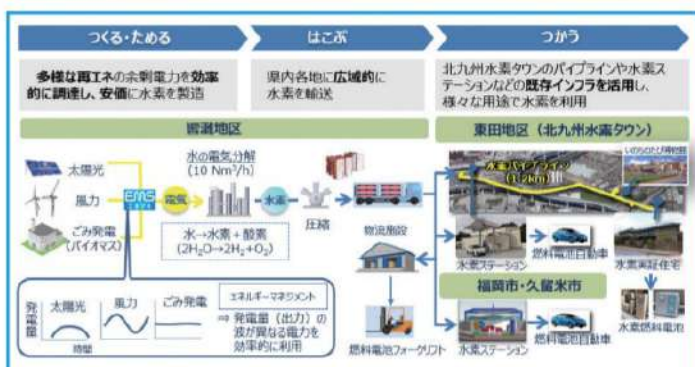 つくる・ためる
はこぶ
つかう
多様な再エネの余剰電力を効率
的に調達し、安価に水素を製造
県内各地に広域的に
水素を輸送
北九州水素タウンのパイプラインや水素ス
テーションなどの既存インフラを活用し、
様々な用途で水素を利用
響灘地区
東田地区（北九州水素タウン）
水の電気分解
(10 Nm³/h)
太陽光
風力
ごみ発電
(バイオマス)
EMS
電気
水素
圧縮
水→水素＋酸素
(2H₂O→2H₂+O₂)
水素パイプライン
(1.2km)
いのちのたび博物館
物流施設
水素ステーション
燃料電池自動車
水素実証住宅
福岡市・久留米市
発電量
太陽光
風力
ごみ発電
時間
エネルギーマネジメント
⇒ 発電量（出力）の
波が異なる電力を
効率的に利用
燃料電池フォークリフト
水素ステーション
燃料電池自動車
水素燃料電池